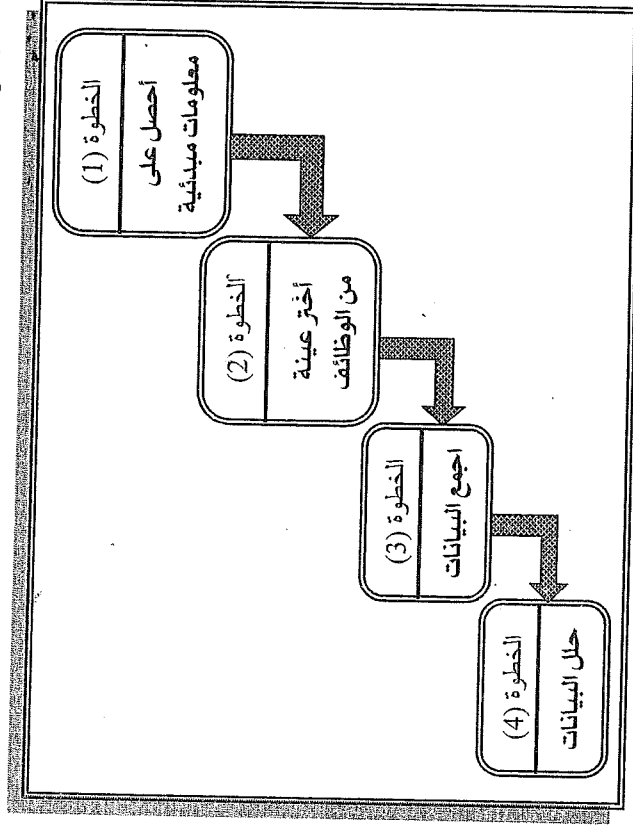 الخطوة (1)
أحصل على
معلومات مبدئية
الخطوة (2)
أختر عينة
من الوظائف
الخطوة (3)
اجمع البيانات
الخطوة (4)
حلل البيانات